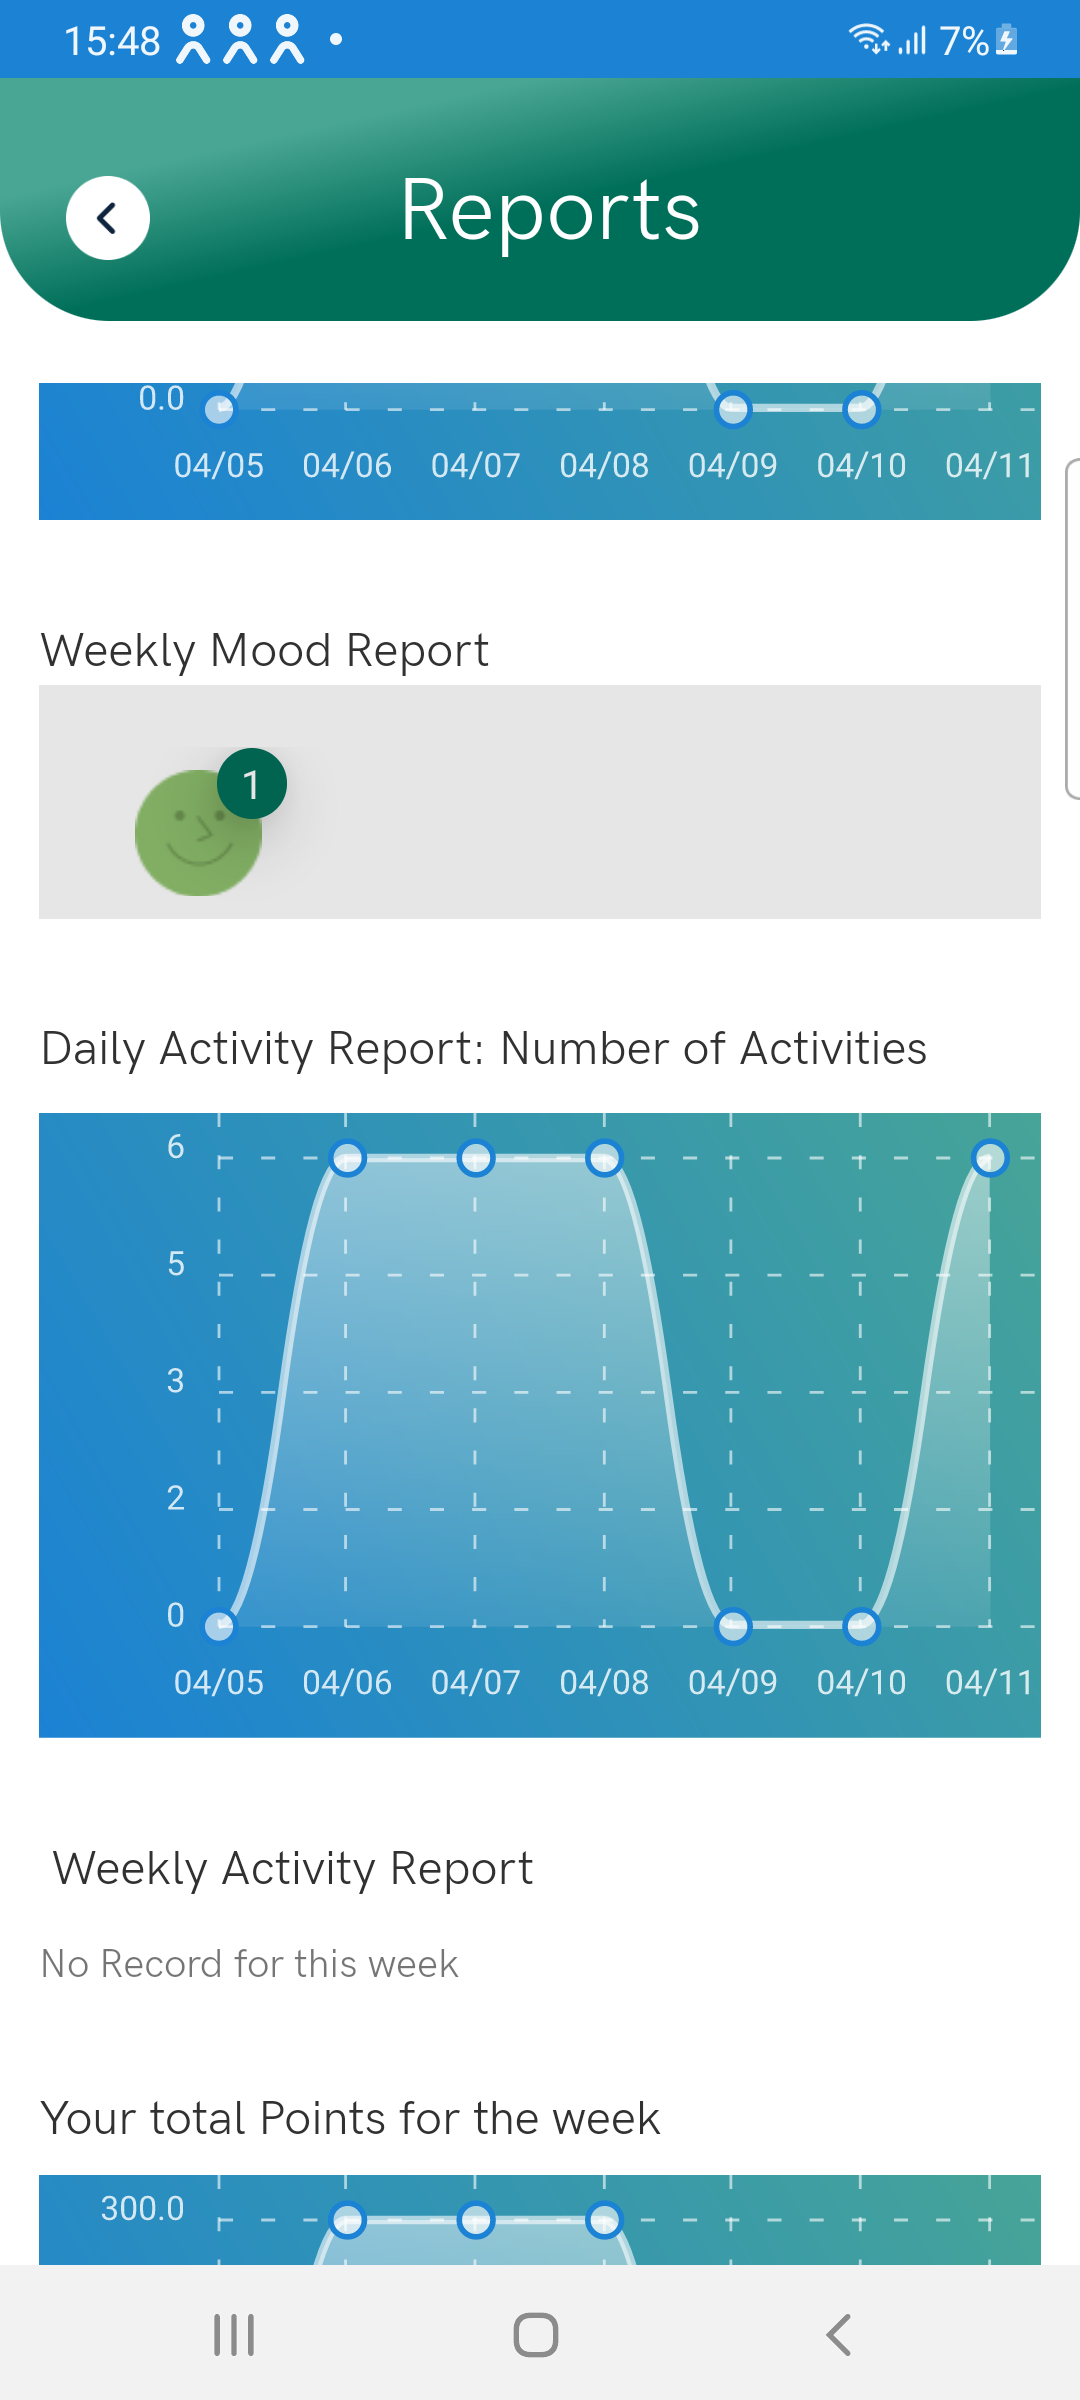 15:48 7%
Reports
0.0
04/05 04/06 04/07 04/08 04/09 04/10 04/11
Weekly Mood Report
1
Daily Activity Report: Number of Activities
6
5
3
2
0
04/05 04/06 04/07 04/08 04/09 04/10 04/11
Weekly Activity Report
No Record for this week
Your total Points for the week
300.0